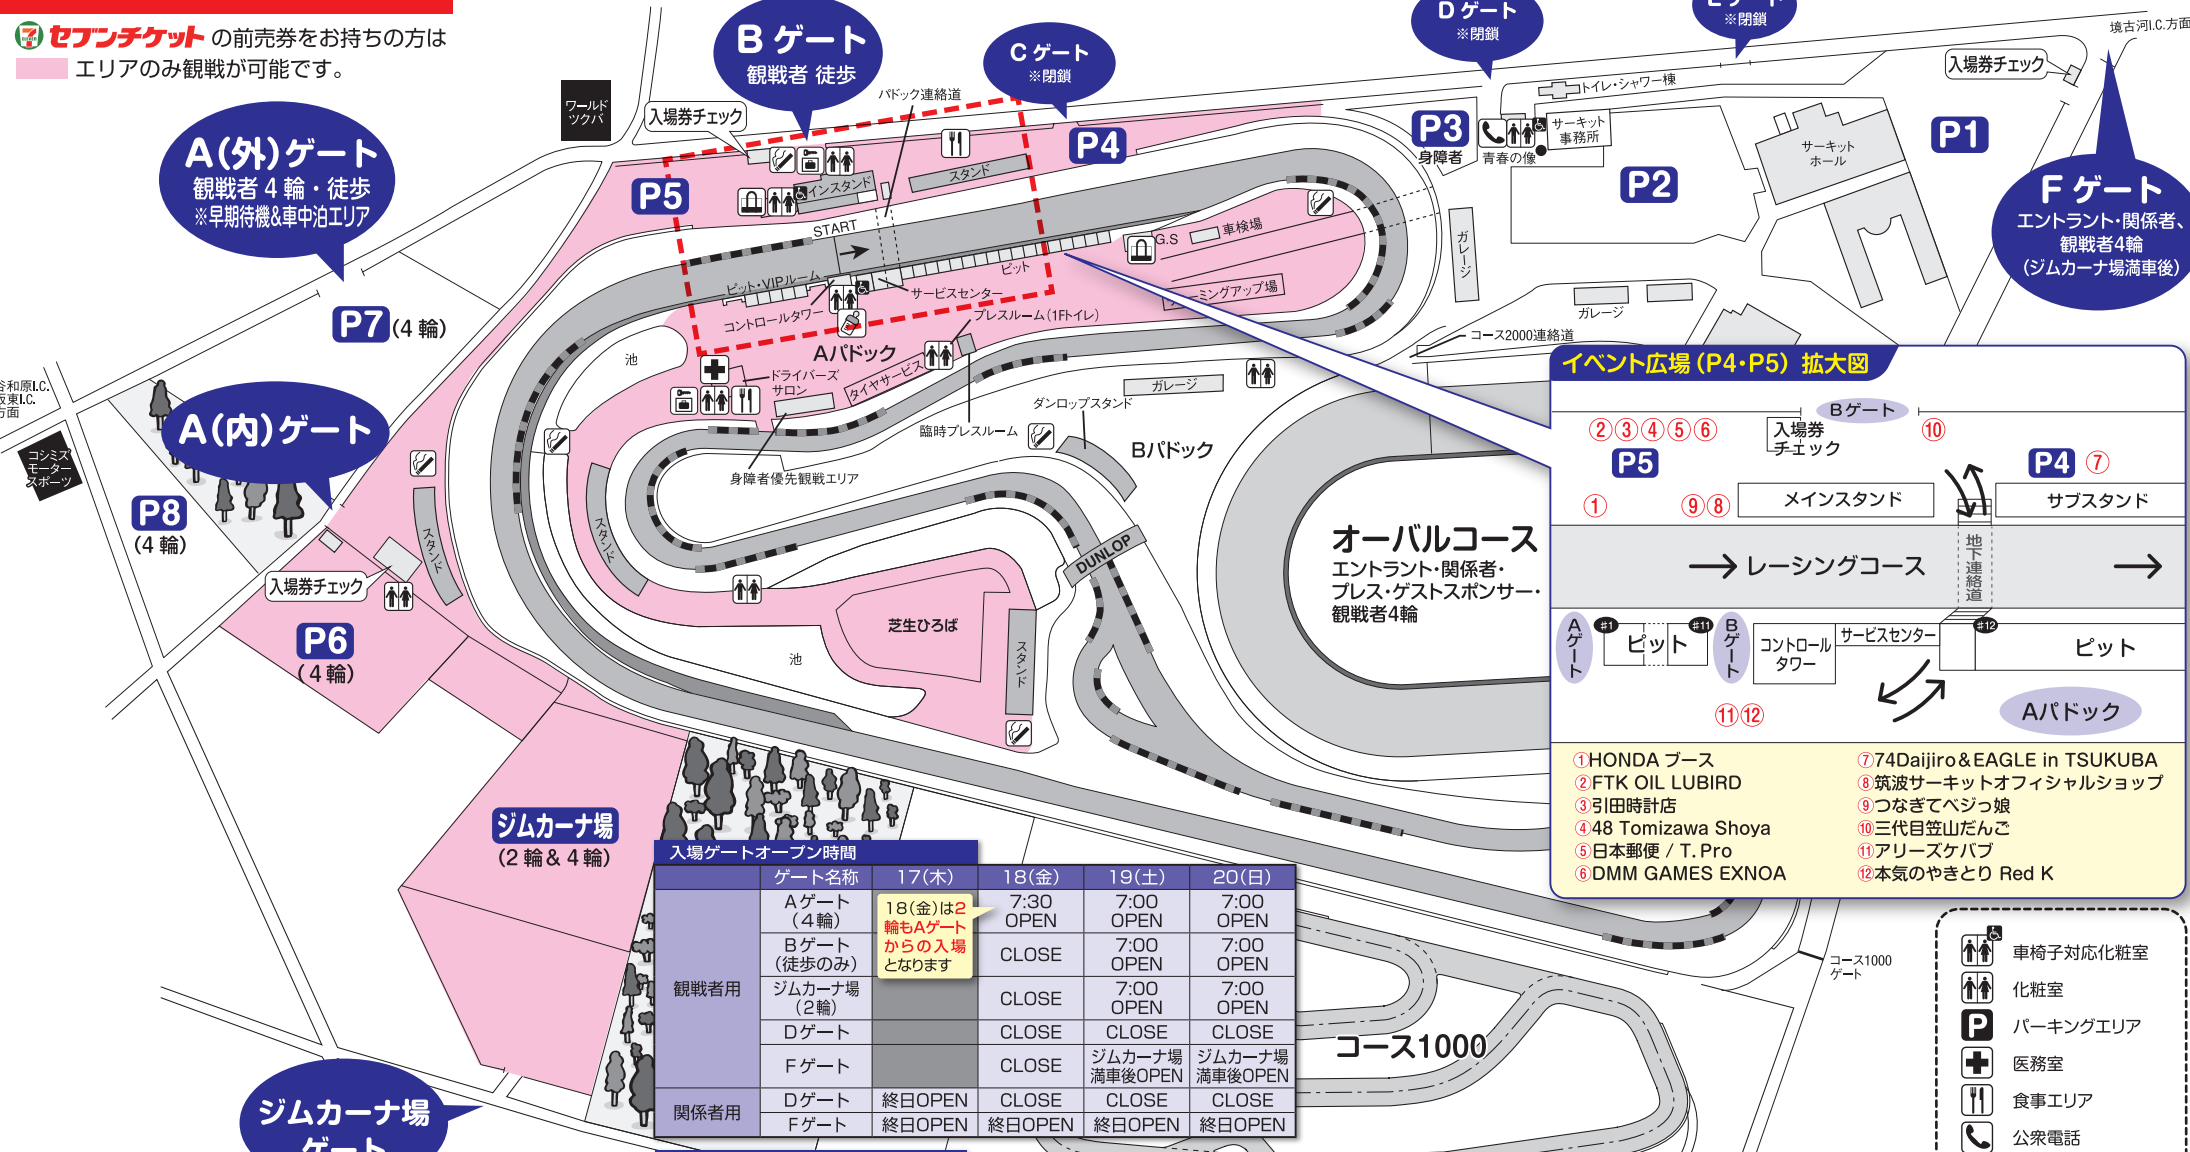 セブンチケット の前売券をお持ちの方は
エリアのみ観戦が可能です。
A(外)ゲート
観戦者 4 輪・徒歩
※早期待機&車中泊エリア
ワールド
ツクバ
入場券チェック
B ゲート
観戦者 徒歩
パドック連絡道
C ゲート
※閉鎖
D ゲート
※閉鎖
※閉鎖
境古河I.C.方面
入場券チェック
トイレ・シャワー棟
サーキット
事務所
青春の像
P3
身障者
P2
サーキット
ホール
P1
F ゲート
エントラント・関係者、
観戦者4輪
(ジムカーナ場満車後)
P4
P5
スタンド
インスタンド
START
ピット・VIPルーム
コントロールタワー
サービスセンター
ピット
G.S
車検場
ーミングアップ場
ガレージ
ガレージ
コース2000連絡道
プレスルーム(1Fトイレ)
Aパドック
ドライバーズ
サロン
タイヤサービス
臨時プレスルーム
身障者優先観戦エリア
ガレージ
ダンロップスタンド
Bパドック
DUNLOP
池
P7 (4 輪)
谷和原I.C.
坂東I.C.
方面
コシミズ
モーター
スポーツ
A(内)ゲート
P8
(4 輪)
スタンド
スタンド
入場券チェック
P6
(4 輪)
芝生ひろば
スタンド
池
オーバルコース
エントラント・関係者・
プレス・ゲストスポンサー・
観戦者4輪
ジムカーナ場
(2 輪 & 4 輪)
ジムカーナ場
ゲート
イベント広場 (P4・P5) 拡大図
Bゲート
②③④⑤⑥
入場券
チェック
⑩
P5
P4 ⑦
①
⑨⑧
メインスタンド
サブスタンド
レーシングコース
地下連絡道
Aゲート
#1
ピット
#11
Bゲート
コントロール
タワー
サービスセンター
#12
ピット
⑪⑫
Aパドック
①HONDA ブース
②FTK OIL LUBIRD
③引田時計店
④48 Tomizawa Shoya
⑤日本郵便 / T.Pro
⑥DMM GAMES EXNOA
⑦74Daijiro&EAGLE in TSUKUBA
⑧筑波サーキットオフィシャルショップ
⑨つなぎてベジっ娘
⑩三代目笠山だんご
⑪アリーズケバブ
⑫本気のやきとり Red K
入場ゲートオープン時間
ゲート名称 17(木) 18(金) 19(土) 20(日)
観戦者用
Aゲート (4輪) 7:30 OPEN 7:00 OPEN 7:00 OPEN
18(金)は2
輪もAゲート
からの入場
となります
Bゲート (徒歩のみ) CLOSE 7:00 OPEN 7:00 OPEN
ジムカーナ場 (2輪) CLOSE 7:00 OPEN 7:00 OPEN
Dゲート CLOSE CLOSE CLOSE
Fゲート CLOSE ジムカーナ場 満車後OPEN ジムカーナ場 満車後OPEN
関係者用
Dゲート 終日OPEN CLOSE CLOSE CLOSE
Fゲート 終日OPEN 終日OPEN 終日OPEN 終日OPEN
コース1000
コース1000
ゲート
車椅子対応化粧室
化粧室
P パーキングエリア
医務室
食事エリア
公衆電話